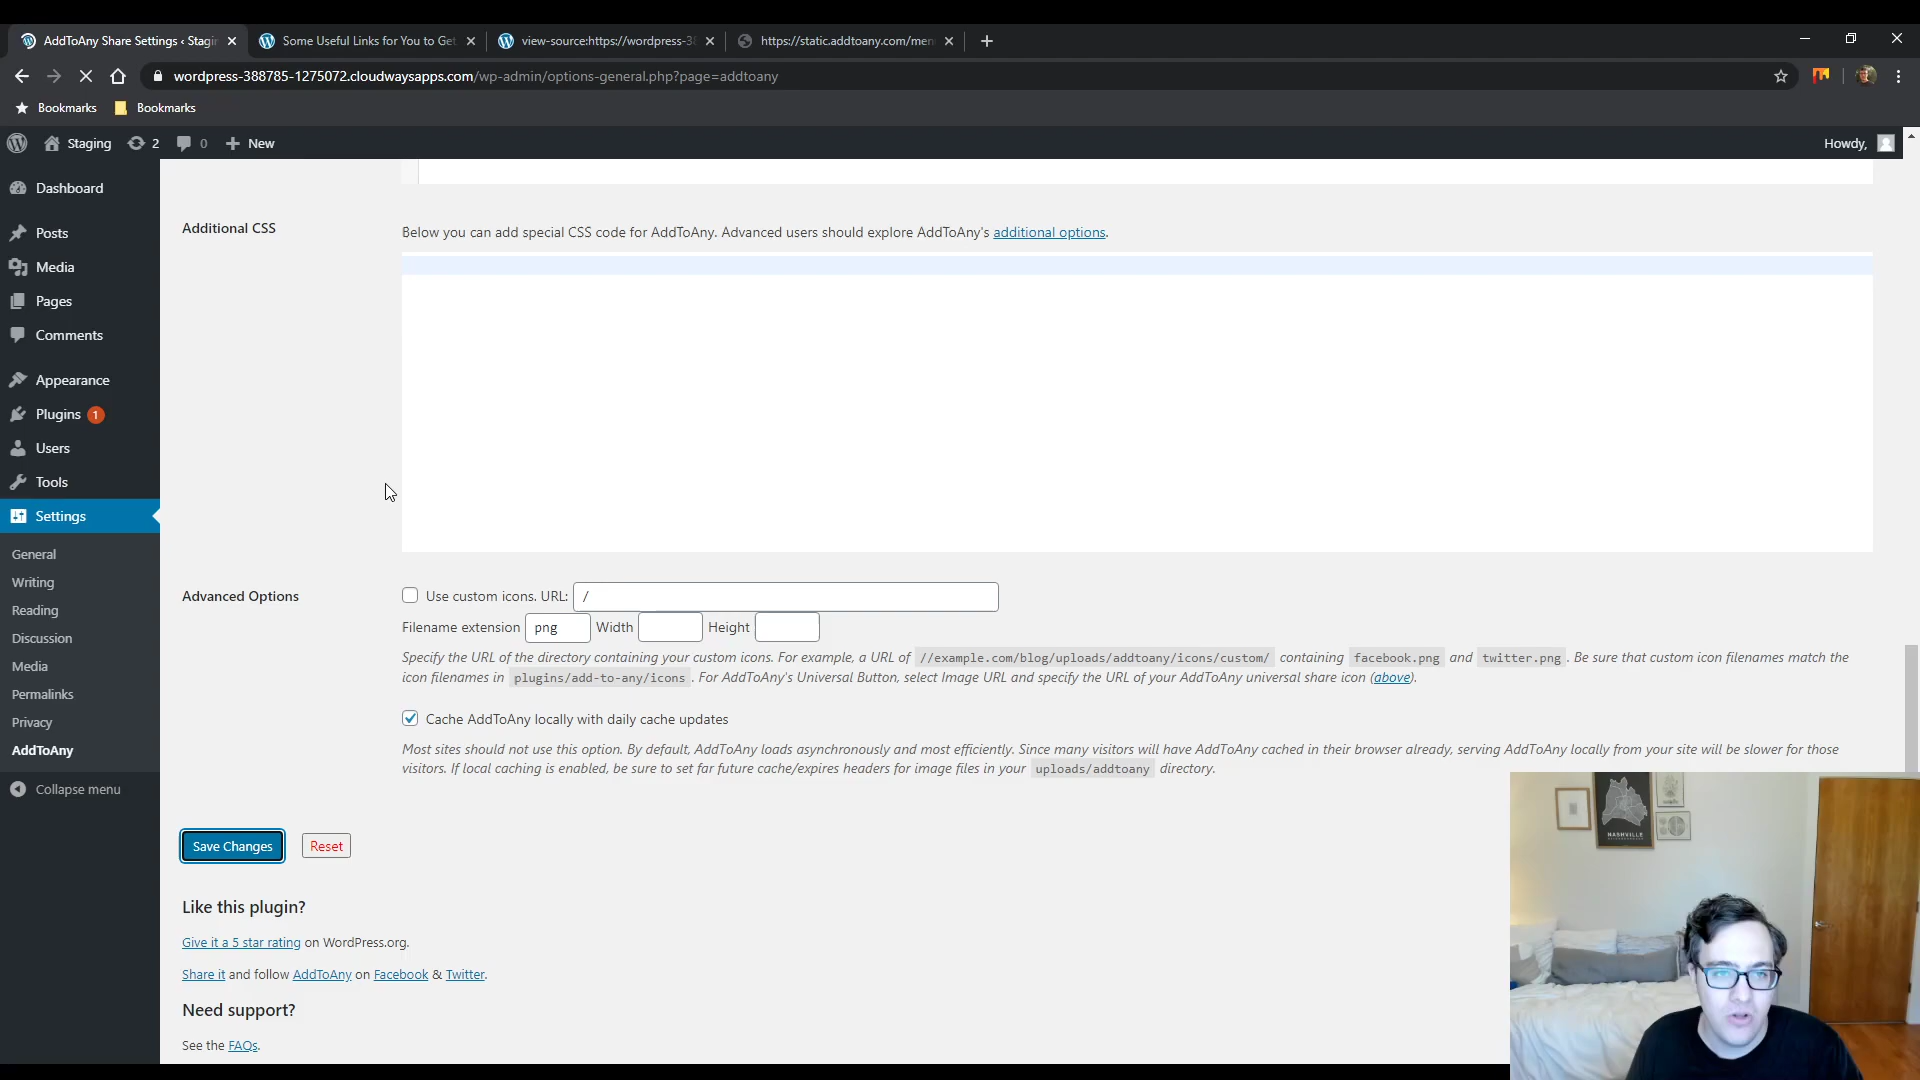 AddToAny Share Settings ‹ Stagin
Some Useful Links for You to Get
view-source:https://wordpress-38
https://static.addtoany.com/men
wordpress-388785-1275072.cloudwaysapps.com/wp-admin/options-general.php?page=addtoany
Bookmarks
Bookmarks
Staging
2
0
New
Howdy,
Dashboard
Posts
Media
Pages
Comments
Appearance
Plugins 1
Users
Tools
Settings
General
Writing
Reading
Discussion
Media
Permalinks
Privacy
AddToAny
Collapse menu
Additional CSS
Below you can add special CSS code for AddToAny. Advanced users should explore AddToAny's additional options.
Advanced Options
Use custom icons. URL: /
Filename extension png Width Height
Specify the URL of the directory containing your custom icons. For example, a URL of //example.com/blog/uploads/addtoany/icons/custom/ containing facebook.png and twitter.png . Be sure that custom icon filenames match the
icon filenames in plugins/add-to-any/icons . For AddToAny's Universal Button, select Image URL and specify the URL of your AddToAny universal share icon (above).
Cache AddToAny locally with daily cache updates
Most sites should not use this option. By default, AddToAny loads asynchronously and most efficiently. Since many visitors will have AddToAny cached in their browser already, serving AddToAny locally from your site will be slower for those
visitors. If local caching is enabled, be sure to set far future cache/expires headers for image files in your uploads/addtoany directory.
Save Changes
Reset
Like this plugin?
Give it a 5 star rating on WordPress.org.
Share it and follow AddToAny on Facebook & Twitter.
Need support?
See the FAQs.
NASHVILLE